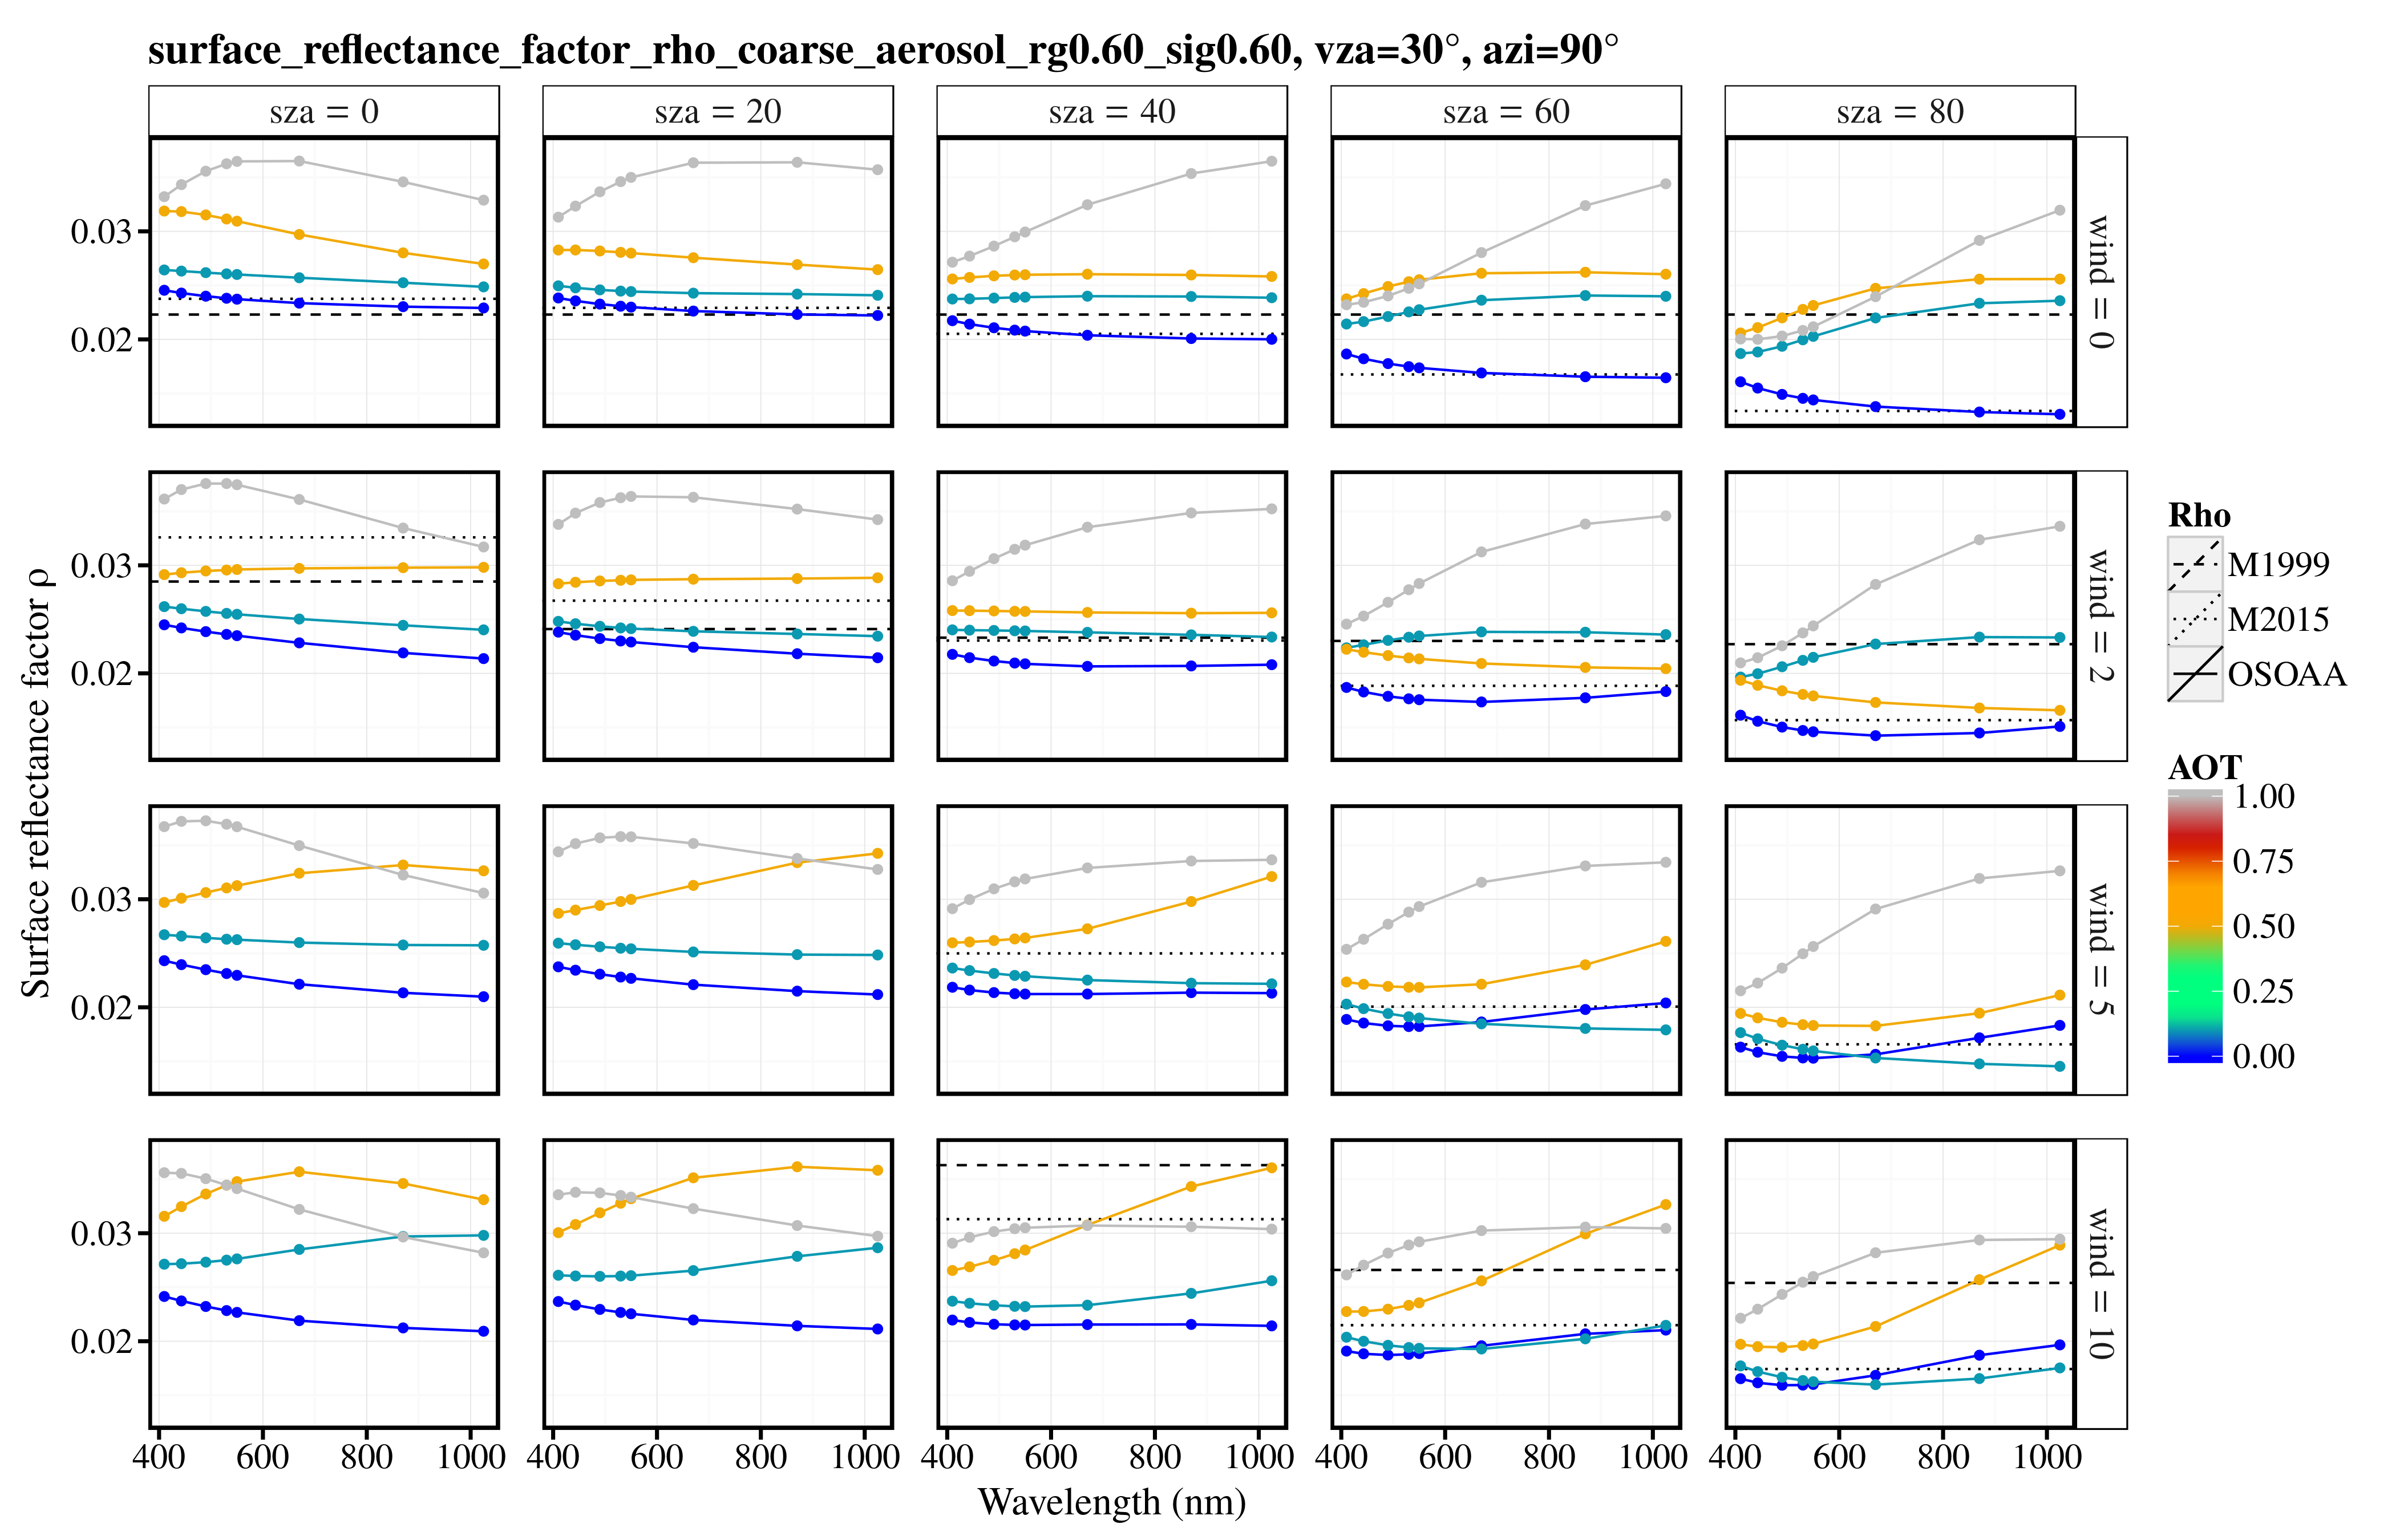 surface_reflectance_factor_rho_coarse_aerosol_rg0.60_sig0.60, vza=30°, azi=90°
sza = 0
sza = 20
sza = 40
sza = 60
sza = 80
wind = 0
wind = 2
wind = 5
wind = 10
0.03
0.02
0.03
0.02
0.03
0.02
0.03
0.02
Surface reflectance factor ρ
400 600 800 1000
400 600 800 1000
400 600 800 1000
400 600 800 1000
400 600 800 1000
Wavelength (nm)
Rho
M1999
M2015
OSOAA
AOT
1.00
0.75
0.50
0.25
0.00